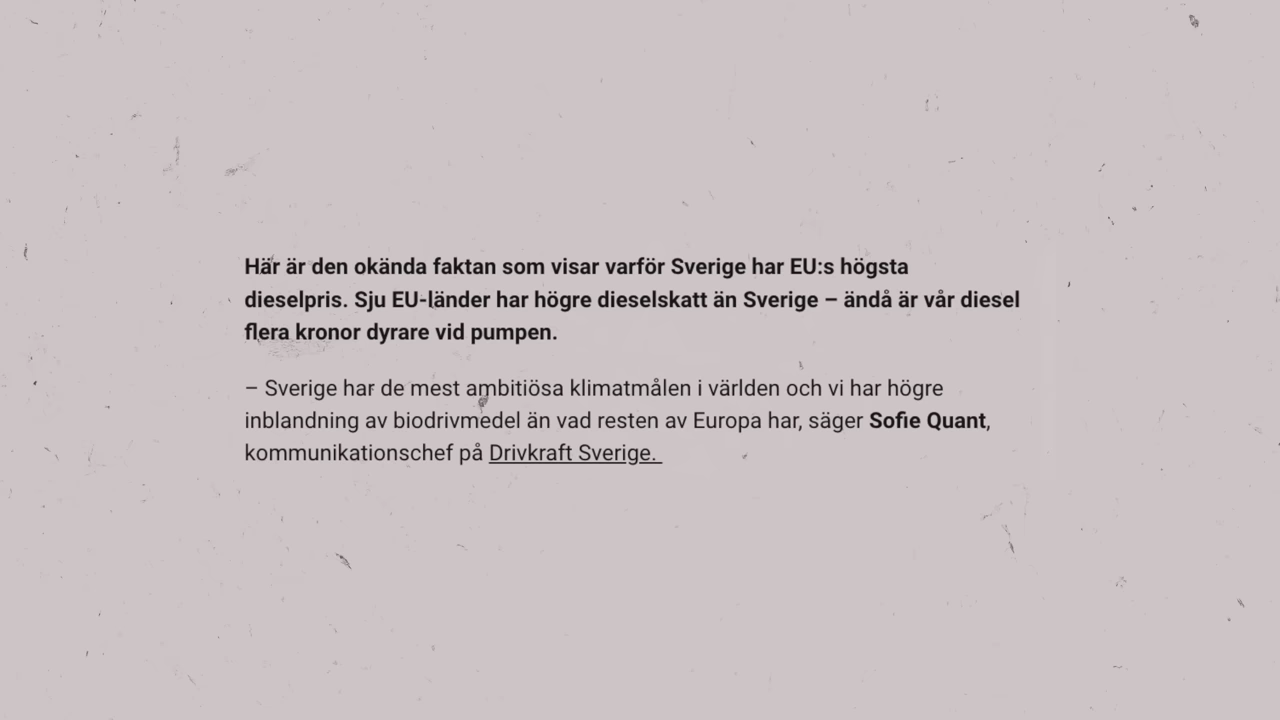 Här är den okända faktan som visar varför Sverige har EU:s högsta
dieselpris. Sju EU-länder har högre dieselskatt än Sverige – ändå är vår diesel
flera kronor dyrare vid pumpen.
– Sverige har de mest ambitiösa klimatmålen i världen och vi har högre
inblandning av biodrivmedel än vad resten av Europa har, säger Sofie Quant,
kommunikationschef på Drivkraft Sverige.